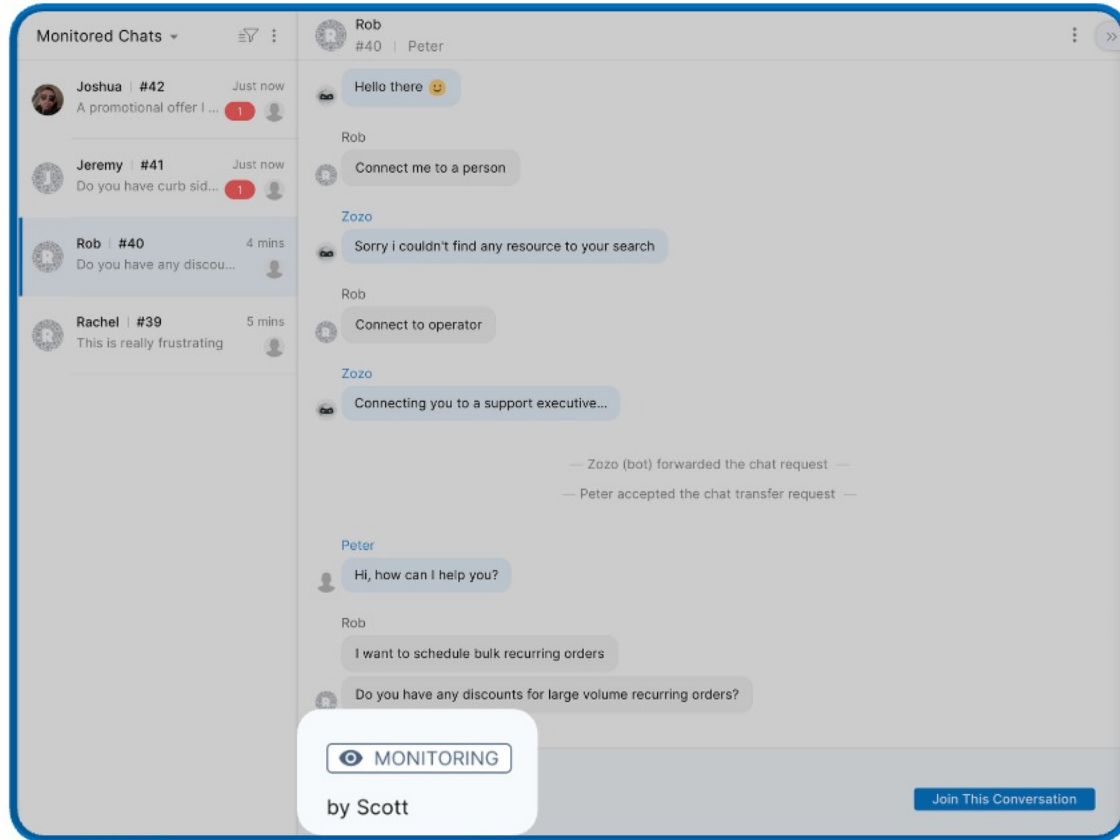 Monitored Chats
Joshua | #42 Just now
A promotional offer I ... 1
Jeremy | #41 Just now
Do you have curb sid... 1
Rob | #40 4 mins
Do you have any discou...
Rachel | #39 5 mins
This is really frustrating
Rob
#40 | Peter
Hello there 🙂
Rob
Connect me to a person
Zozo
Sorry i couldn't find any resource to your search
Rob
Connect to operator
Zozo
Connecting you to a support executive...
— Zozo (bot) forwarded the chat request —
— Peter accepted the chat transfer request —
Peter
Hi, how can I help you?
Rob
I want to schedule bulk recurring orders
Do you have any discounts for large volume recurring orders?
MONITORING
by Scott
Join This Conversation